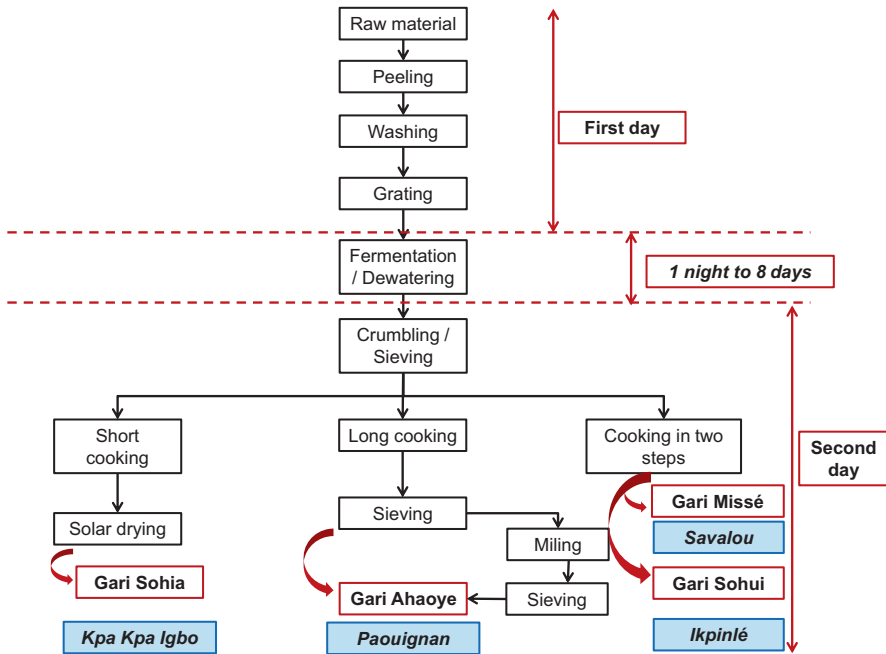 Raw material
Peeling
Washing
First day
Grating
Fermentation
/ Dewatering
1 night to 8 days
Crumbling /
Sieving
Short
cooking
Long cooking
Cooking in two
steps
Second
day
Solar drying
Sieving
Miling
Gari Missé
Savalou
Gari Sohia
Gari Ahaoye
Sieving
Gari Sohui
Kpa Kpa Igbo
Paouignan
Ikpinlé